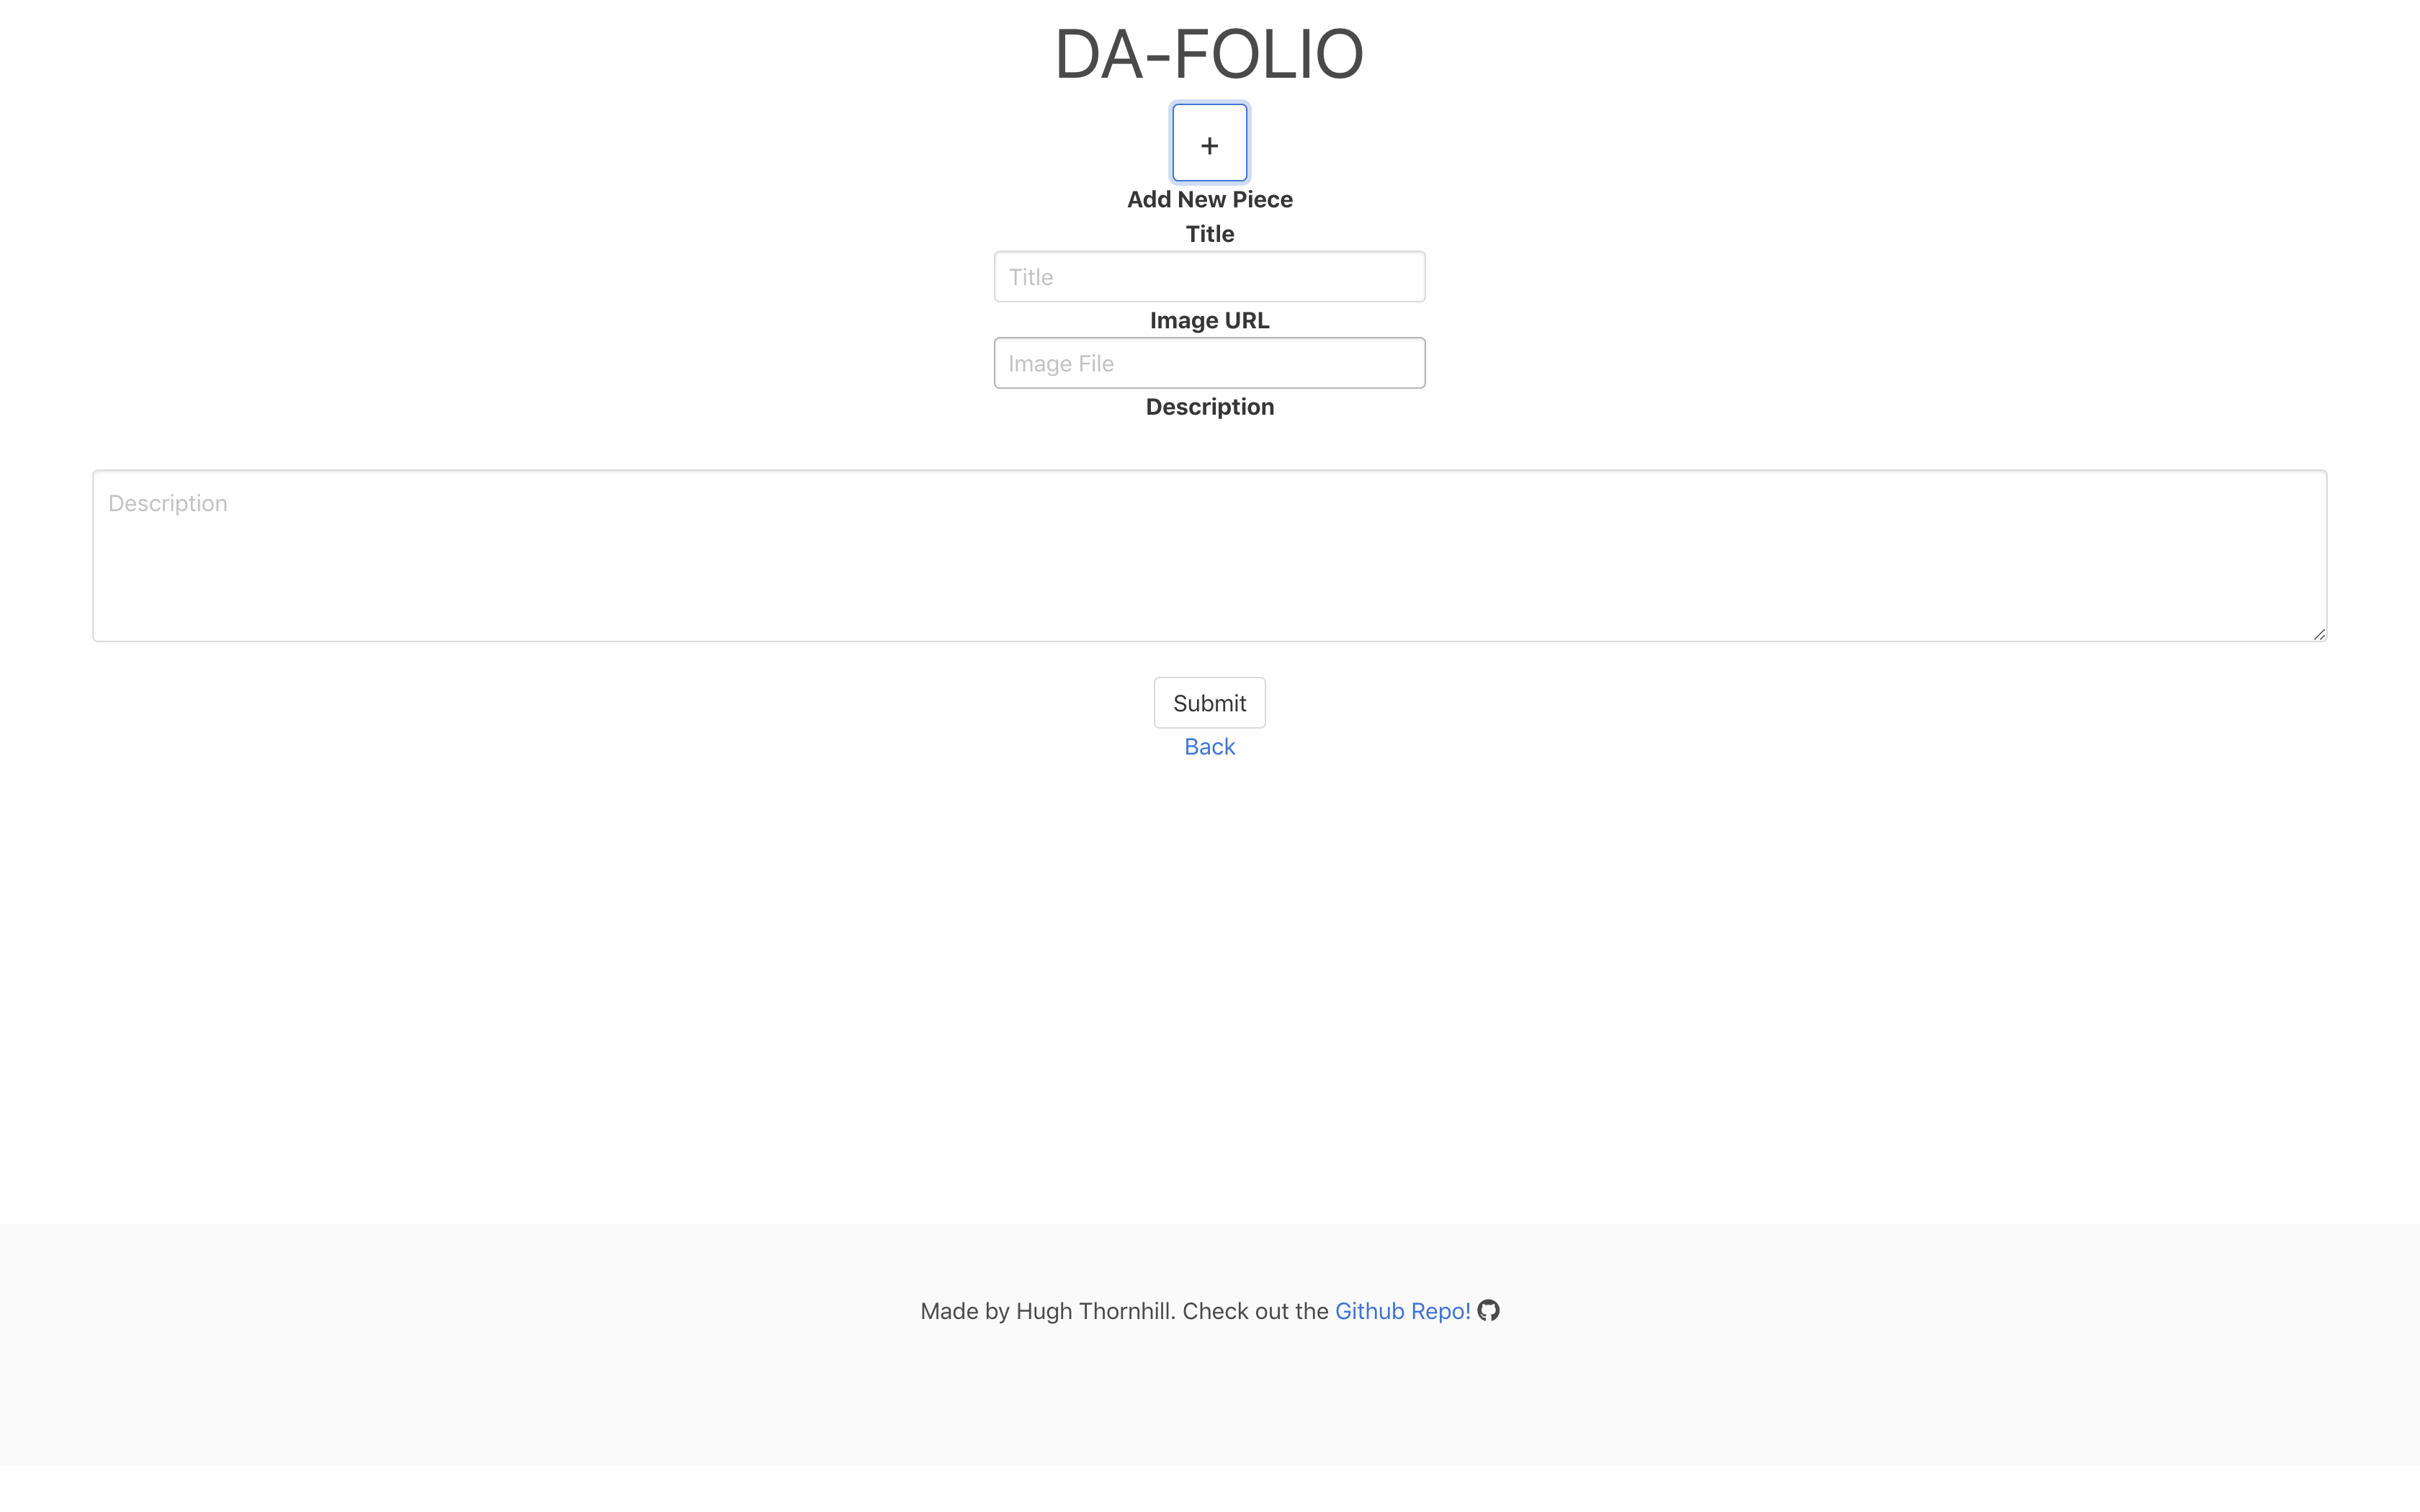 DA-FOLIO
+
Add New Piece
Title
Title
Image URL
Image File
Description
Description
Submit
Back
Made by Hugh Thornhill. Check out the Github Repo!